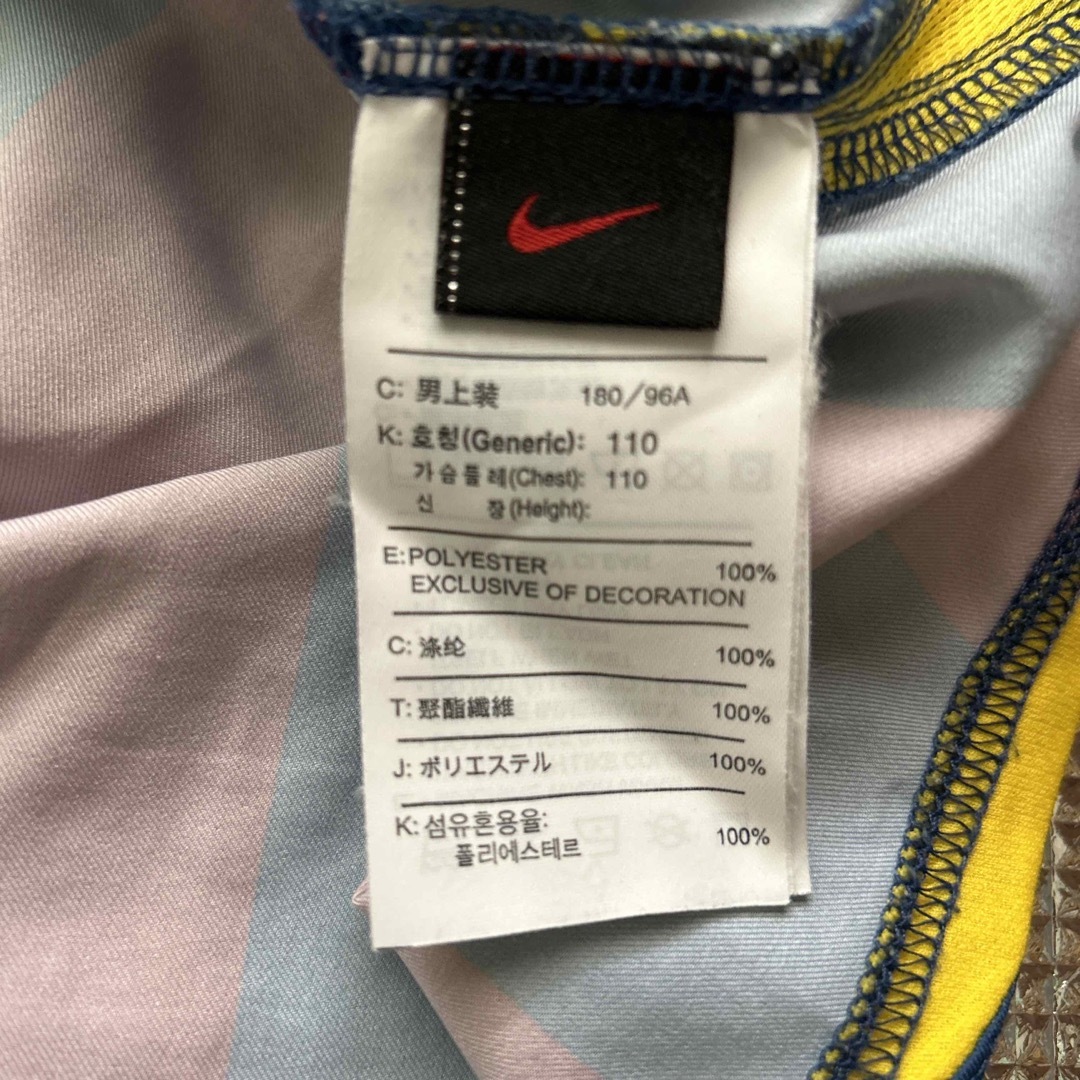 C: 男上装 180/96A
K: 호칭(Generic): 110
가슴둘레(Chest): 110
신 장(Height):
E:POLYESTER 100%
EXCLUSIVE OF DECORATION
C: 涤纶 100%
T: 聚酯纖維 100%
J: ポリエステル 100%
K: 섬유혼용율:
폴리에스테르 100%